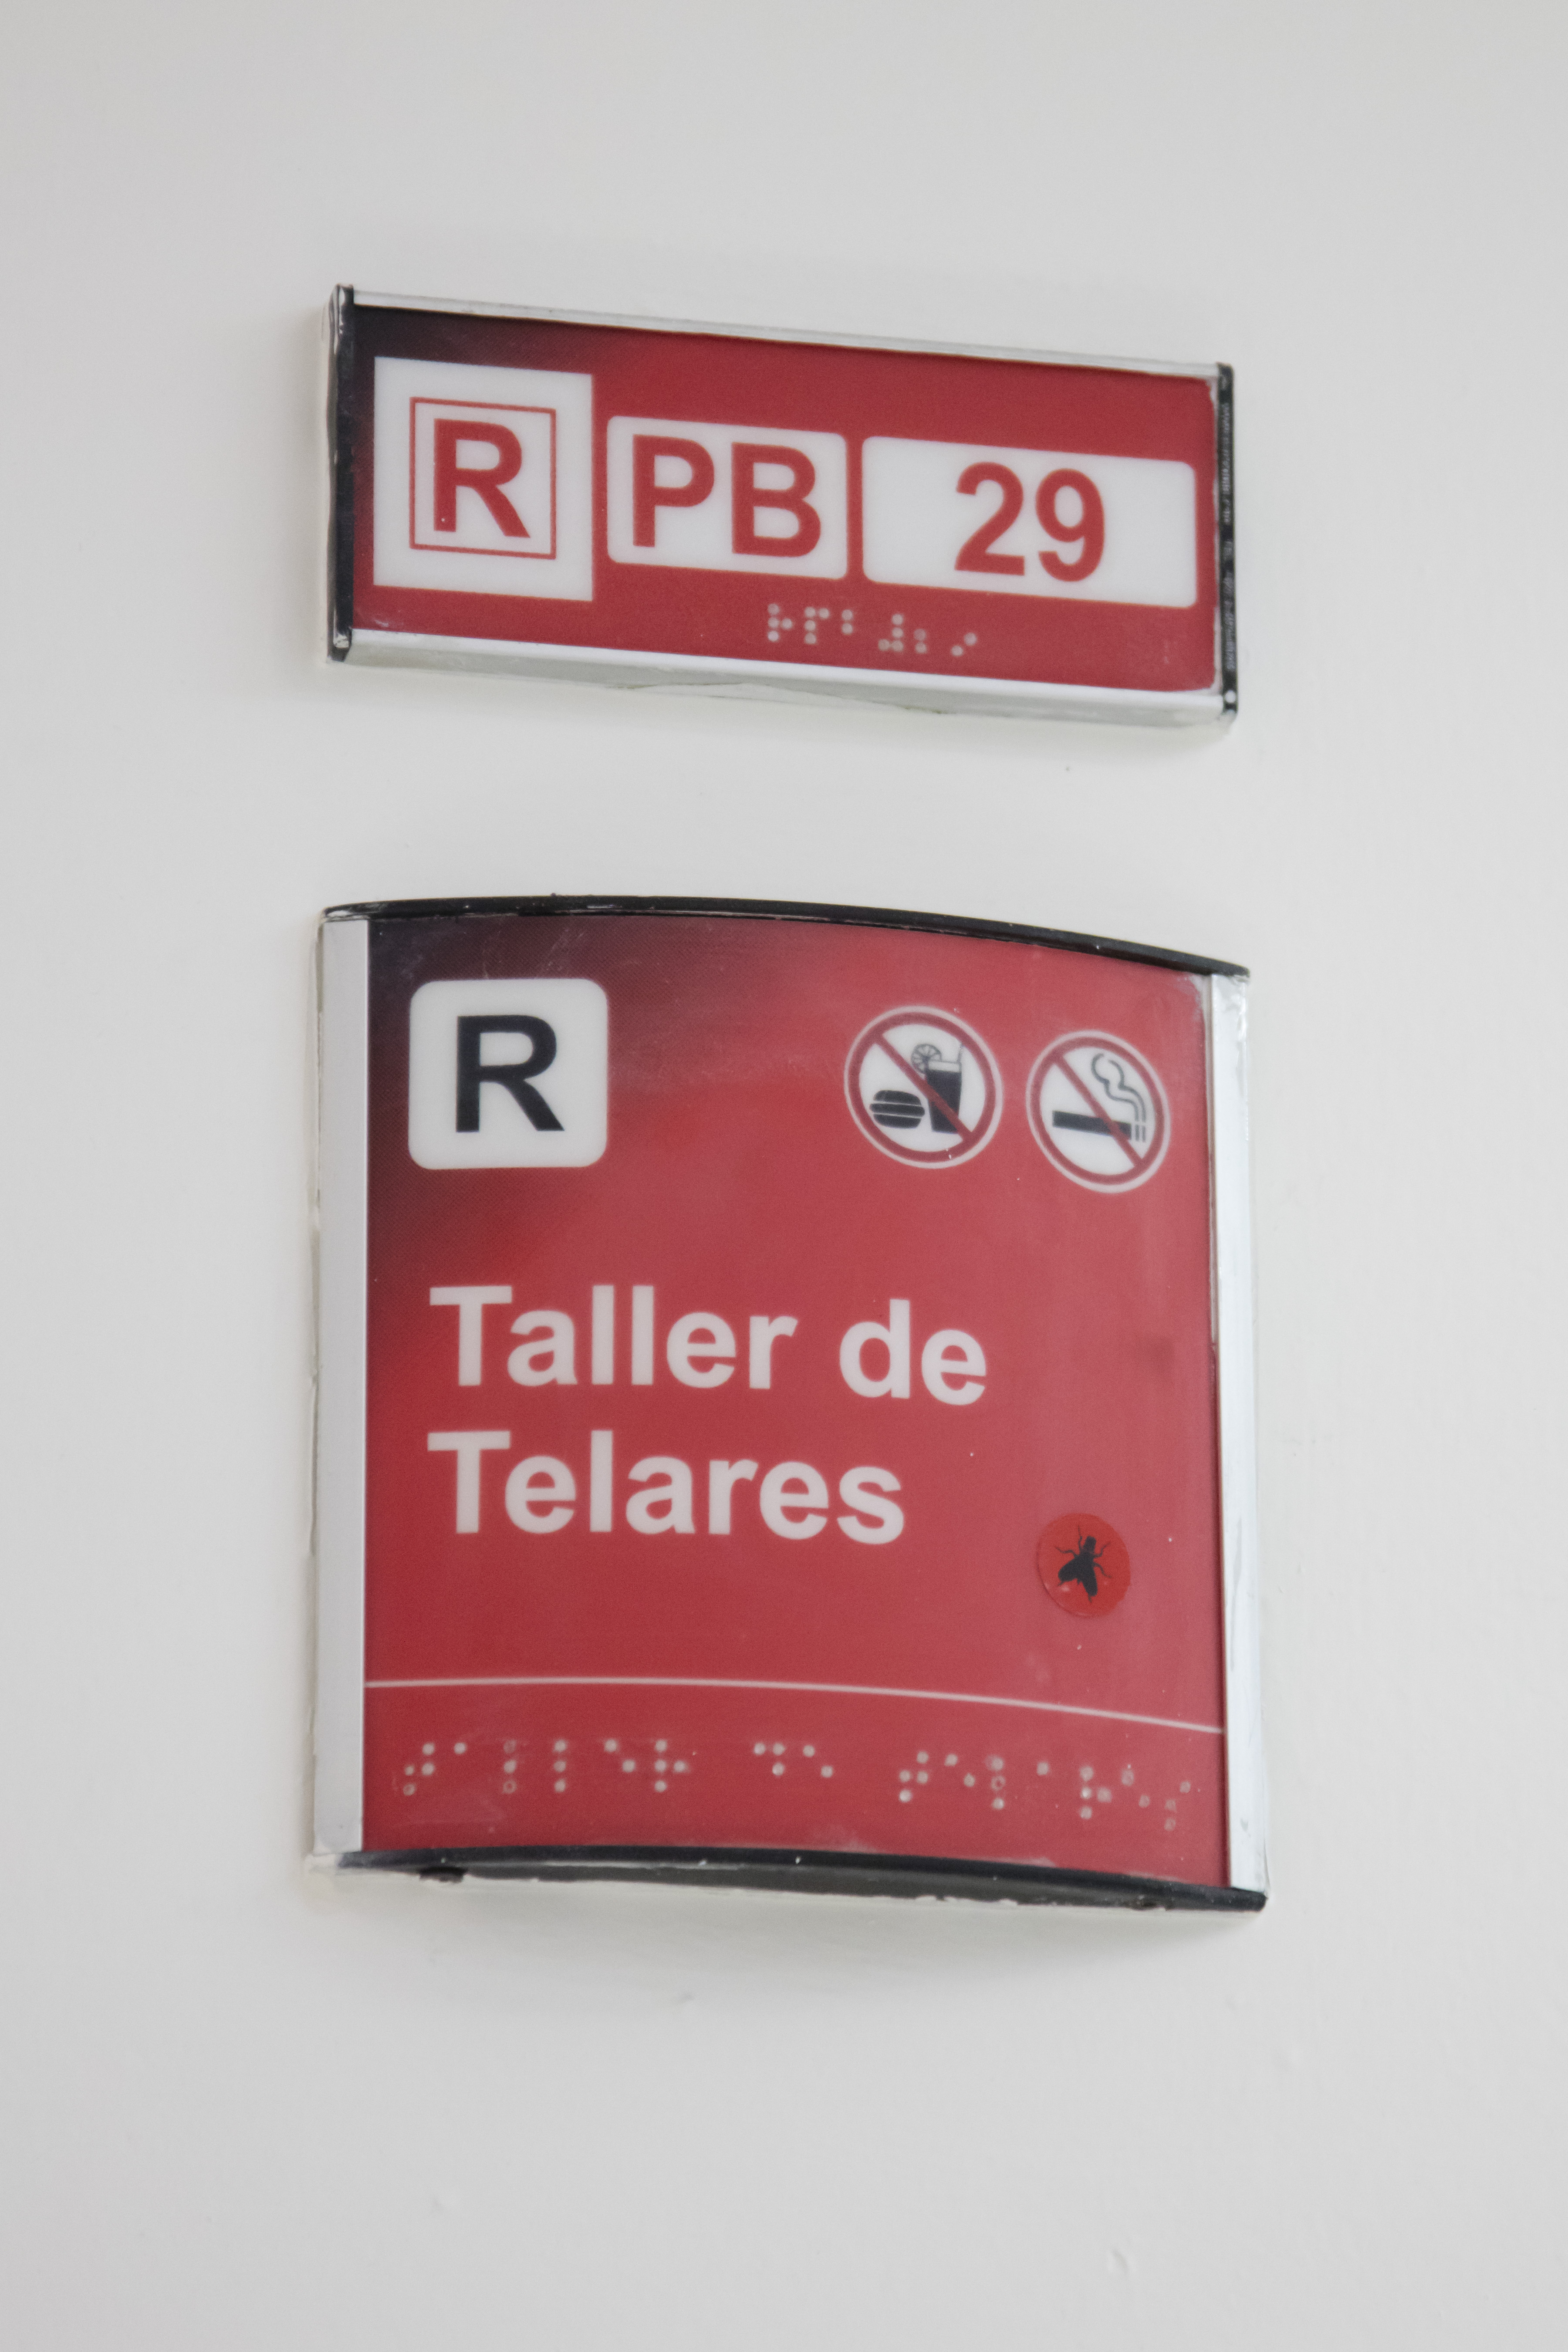 R PB 29
⠗⠏⠃⠼⠆⠔
R
Taller de
Telares
⠞⠁⠇⠇⠑⠗ ⠙⠑ ⠞⠑⠇⠁⠗⠑⠎